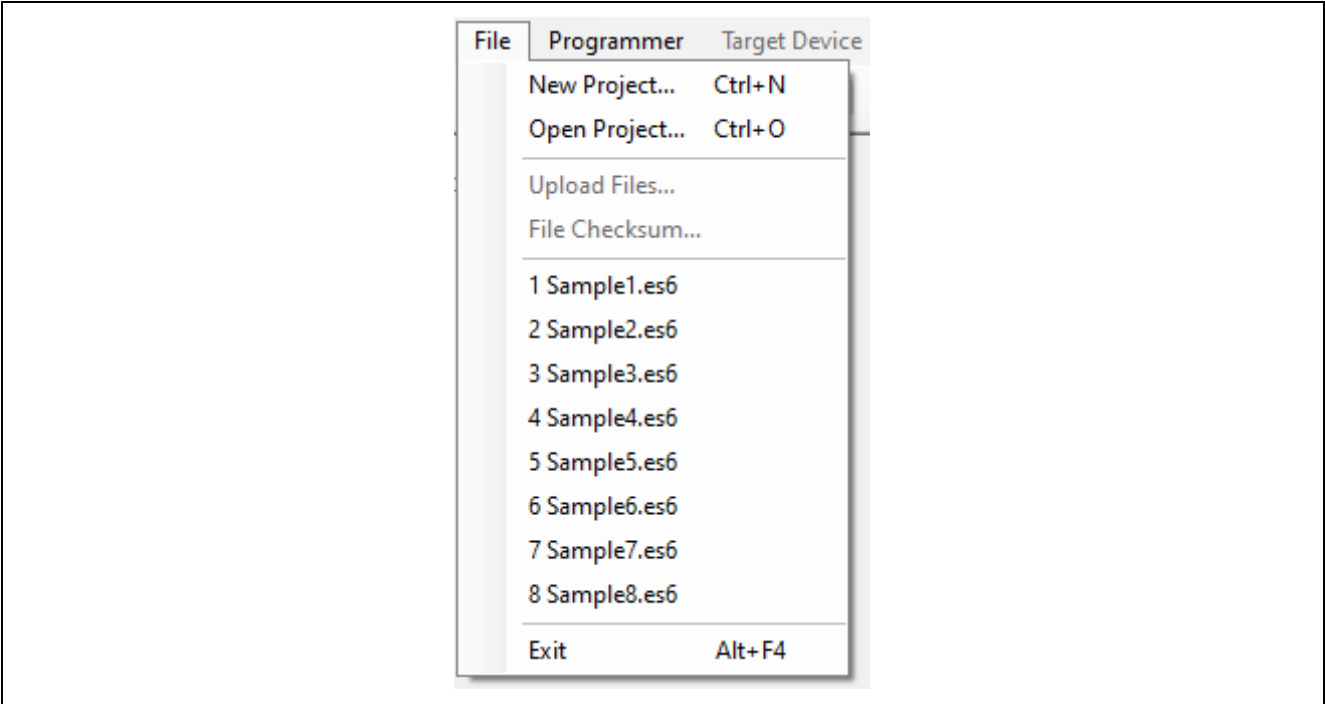 File Programmer Target Device
New Project... Ctrl+N
Open Project... Ctrl+O
Upload Files...
File Checksum...
1 Sample1.es6
2 Sample2.es6
3 Sample3.es6
4 Sample4.es6
5 Sample5.es6
6 Sample6.es6
7 Sample7.es6
8 Sample8.es6
Exit Alt+F4